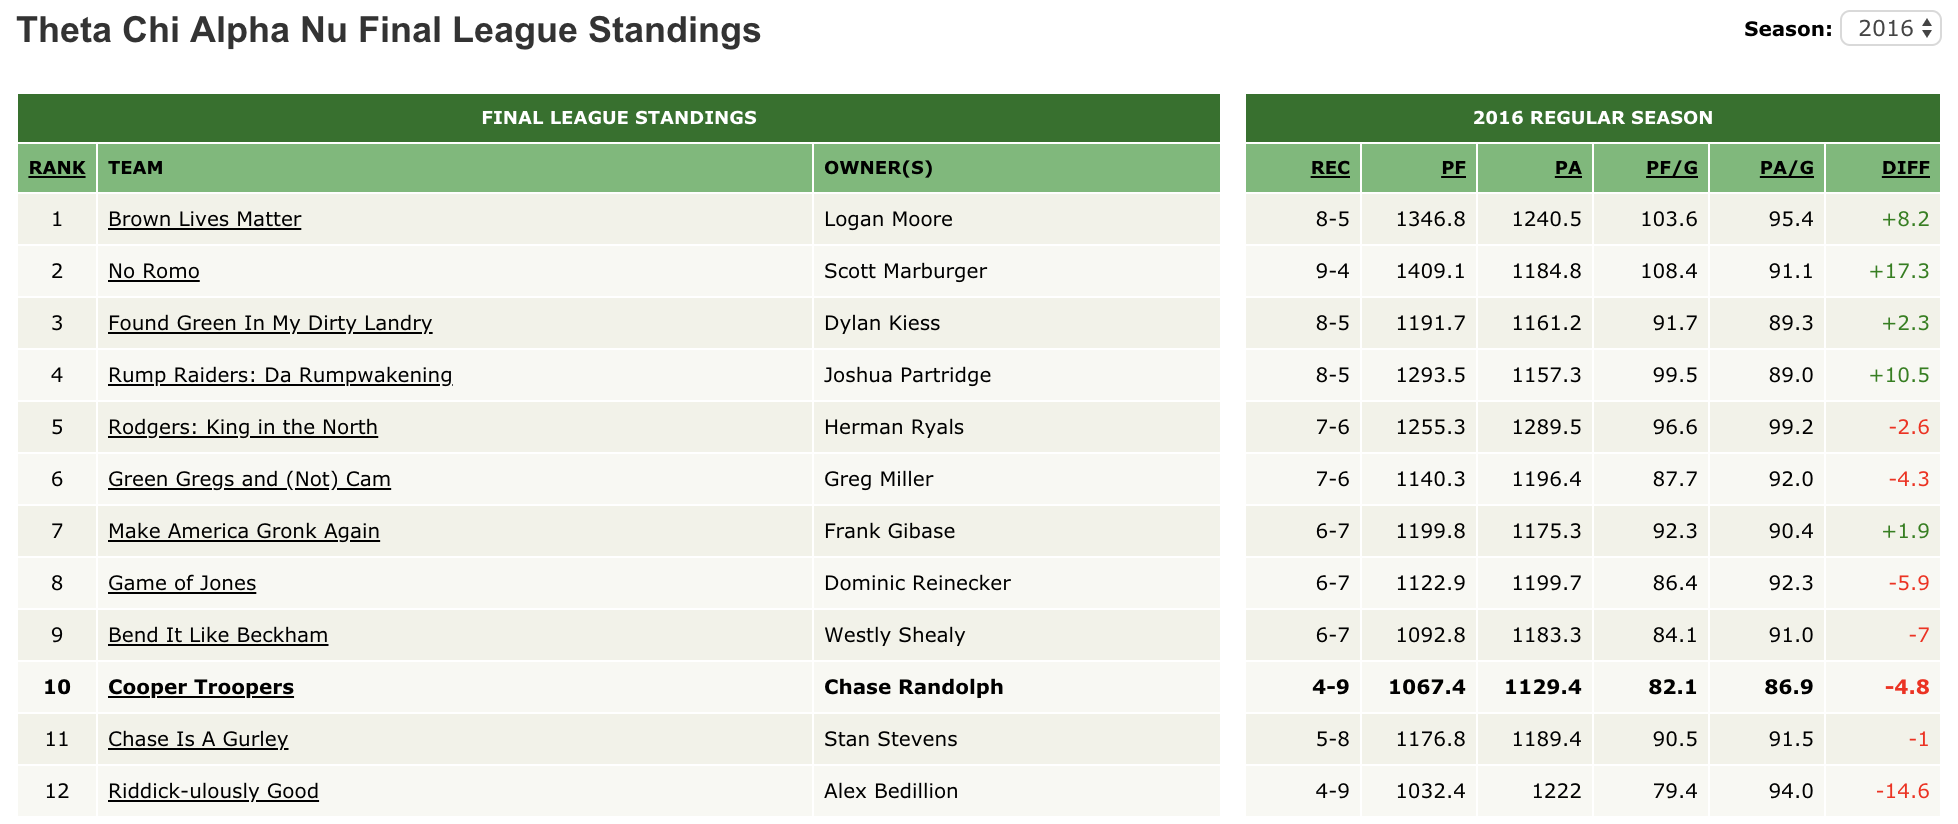 Theta Chi Alpha Nu Final League Standings Season: 2016
FINAL LEAGUE STANDINGS 2016 REGULAR SEASON
RANK TEAM OWNER(S) REC PF PA PF/G PA/G DIFF
1 Brown Lives Matter Logan Moore 8-5 1346.8 1240.5 103.6 95.4 +8.2
2 No Romo Scott Marburger 9-4 1409.1 1184.8 108.4 91.1 +17.3
3 Found Green In My Dirty Landry Dylan Kiess 8-5 1191.7 1161.2 91.7 89.3 +2.3
4 Rump Raiders: Da Rumpwakening Joshua Partridge 8-5 1293.5 1157.3 99.5 89.0 +10.5
5 Rodgers: King in the North Herman Ryals 7-6 1255.3 1289.5 96.6 99.2 -2.6
6 Green Gregs and (Not) Cam Greg Miller 7-6 1140.3 1196.4 87.7 92.0 -4.3
7 Make America Gronk Again Frank Gibase 6-7 1199.8 1175.3 92.3 90.4 +1.9
8 Game of Jones Dominic Reinecker 6-7 1122.9 1199.7 86.4 92.3 -5.9
9 Bend It Like Beckham Westly Shealy 6-7 1092.8 1183.3 84.1 91.0 -7
10 Cooper Troopers Chase Randolph 4-9 1067.4 1129.4 82.1 86.9 -4.8
11 Chase Is A Gurley Stan Stevens 5-8 1176.8 1189.4 90.5 91.5 -1
12 Riddick-ulously Good Alex Bedillion 4-9 1032.4 1222 79.4 94.0 -14.6